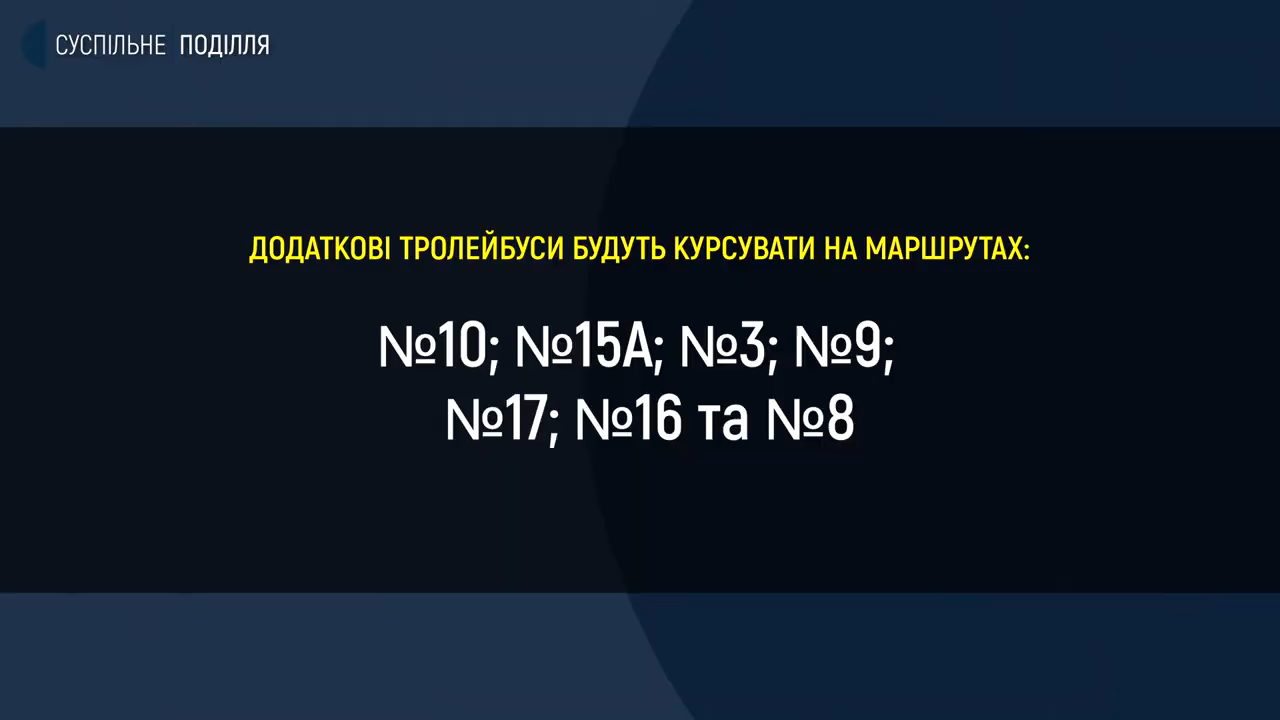 СУСПІЛЬНЕ ПОДІЛЛЯ
ДОДАТКОВІ ТРОЛЕЙБУСИ БУДУТЬ КУРСУВАТИ НА МАРШРУТАХ:
№10; №15А; №3; №9;
№17; №16 та №8